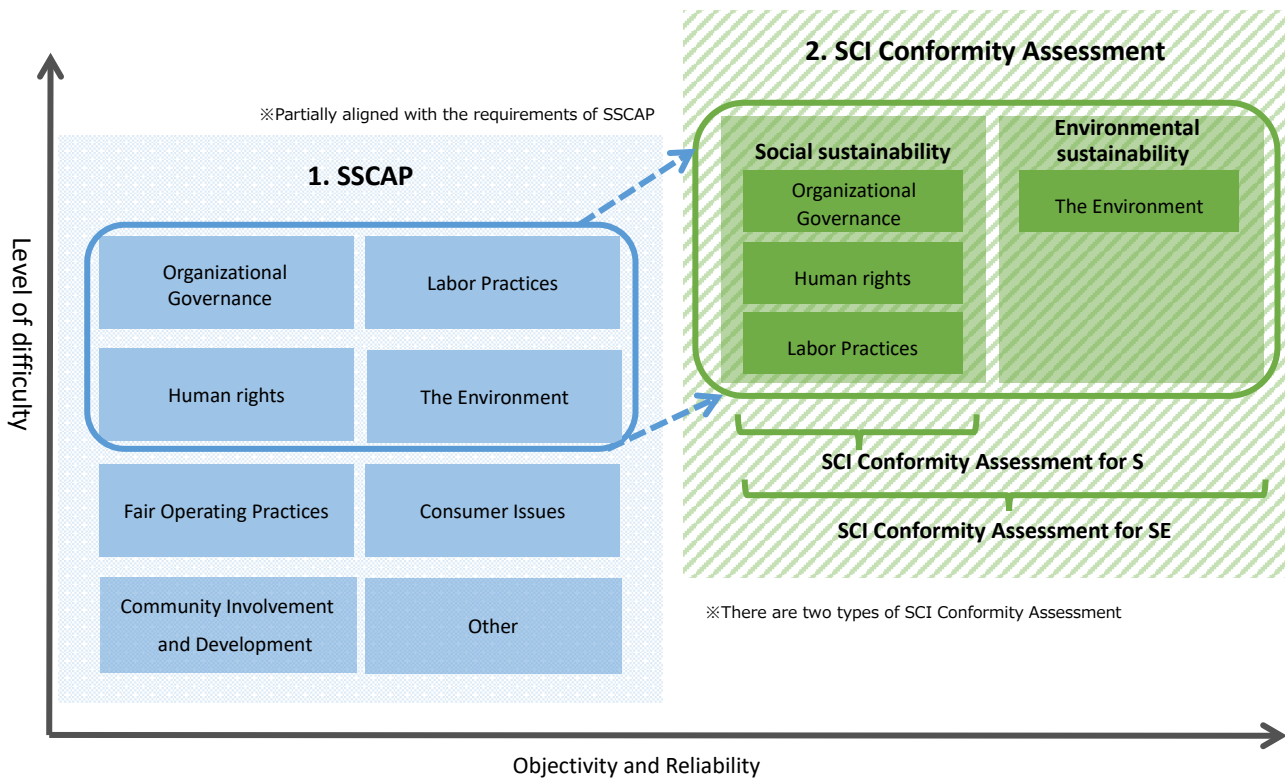 2. SCI Conformity Assessment
※Partially aligned with the requirements of SSCAP
1. SSCAP
Organizational
Governance
Labor Practices
Human rights
The Environment
Fair Operating Practices
Consumer Issues
Community Involvement
and Development
Other
Social sustainability
Organizational
Governance
Human rights
Labor Practices
Environmental
sustainability
The Environment
SCI Conformity Assessment for S
SCI Conformity Assessment for SE
※There are two types of SCI Conformity Assessment
Level of difficulty
Objectivity and Reliability